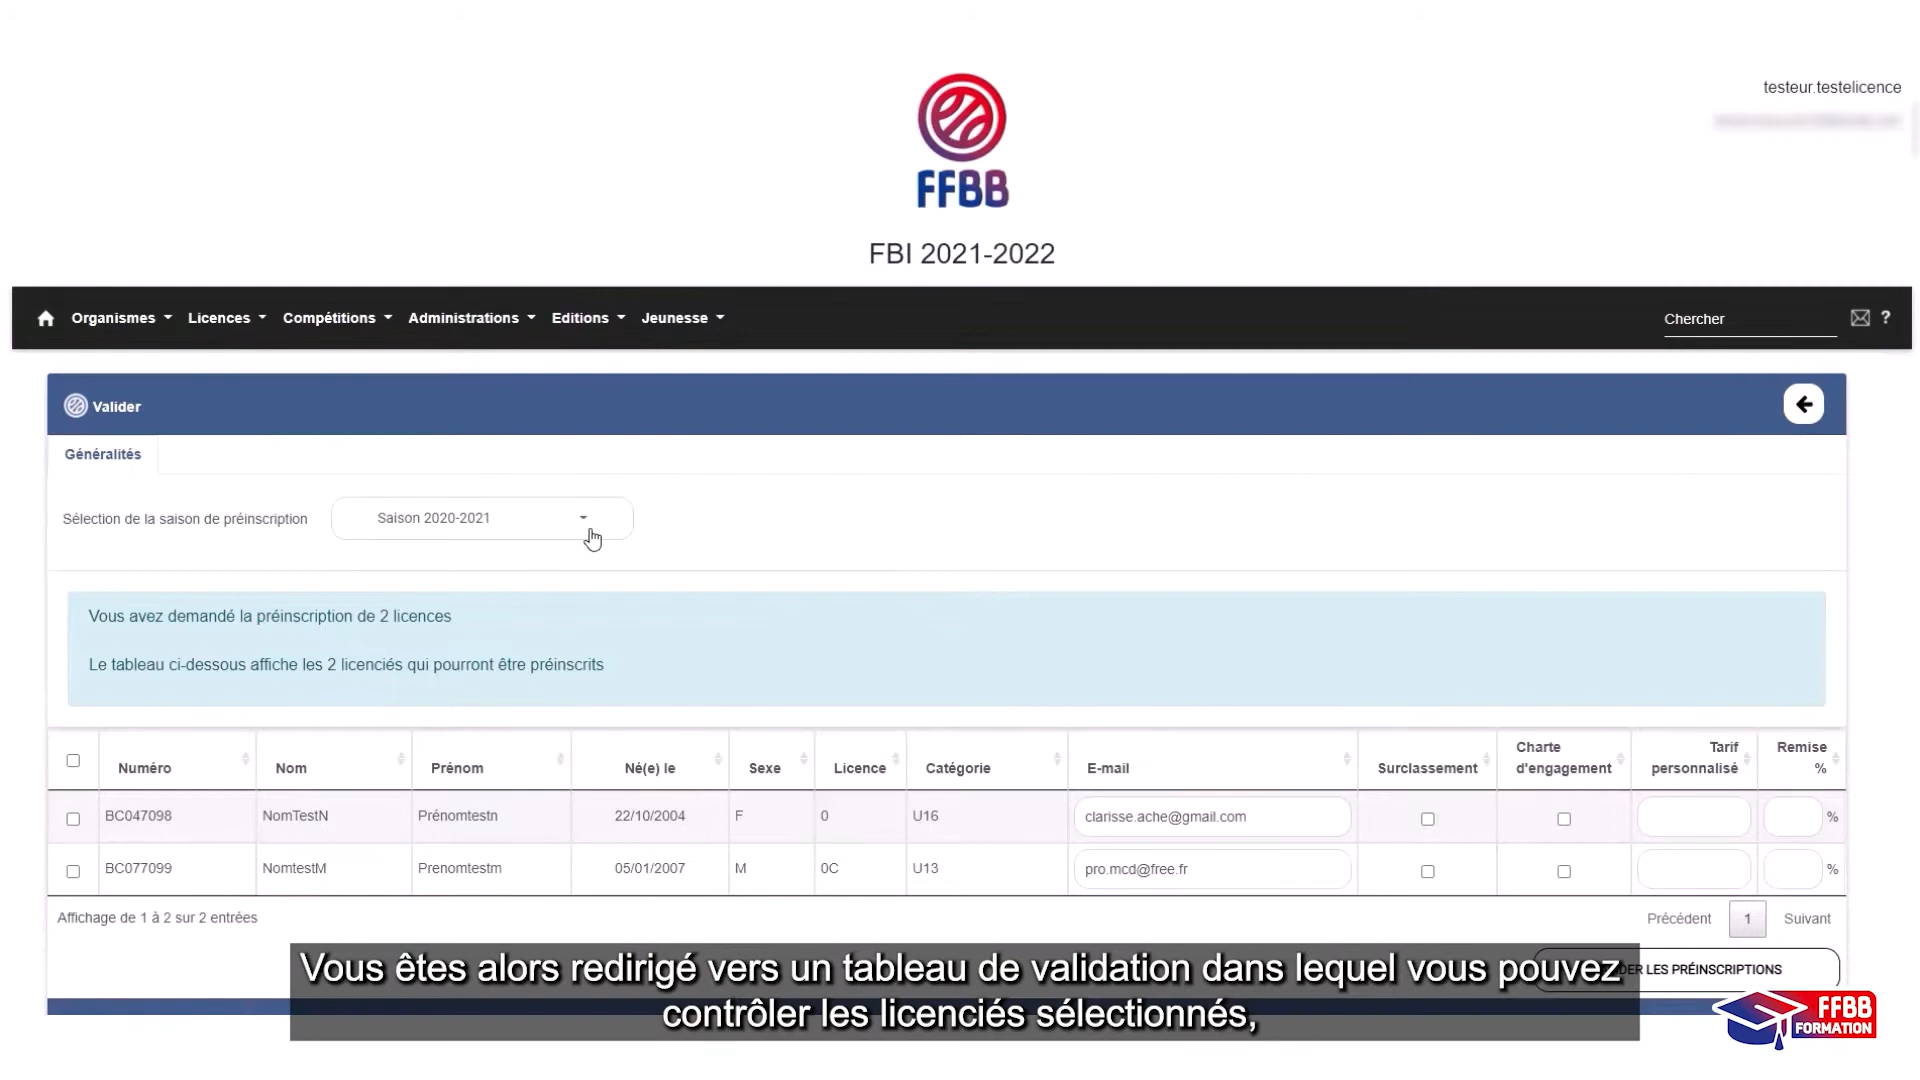 testeur.testelicence
FFBB
FBI 2021-2022
Organismes Licences Compétitions Administrations Editions Jeunesse Chercher ?
Valider
Généralités
Sélection de la saison de préinscription Saison 2020-2021
Vous avez demandé la préinscription de 2 licences
Le tableau ci-dessous affiche les 2 licenciés qui pourront être préinscrits
Numéro Nom Prénom Né(e) le Sexe Licence Catégorie E-mail Surclassement Charte d'engagement Tarif personnalisé Remise %
BC047098 NomTestN Prénomtestn 22/10/2004 F 0 U16 clarisse.ache@gmail.com %
BC077099 NomtestM Prenomtestm 05/01/2007 M 0C U13 pro.mcd@free.fr %
Affichage de 1 à 2 sur 2 entrées Précédent 1 Suivant
LES PRÉINSCRIPTIONS
Vous êtes alors redirigé vers un tableau de validation dans lequel vous pouvez
contrôler les licenciés sélectionnés,
FFBB
FORMATION